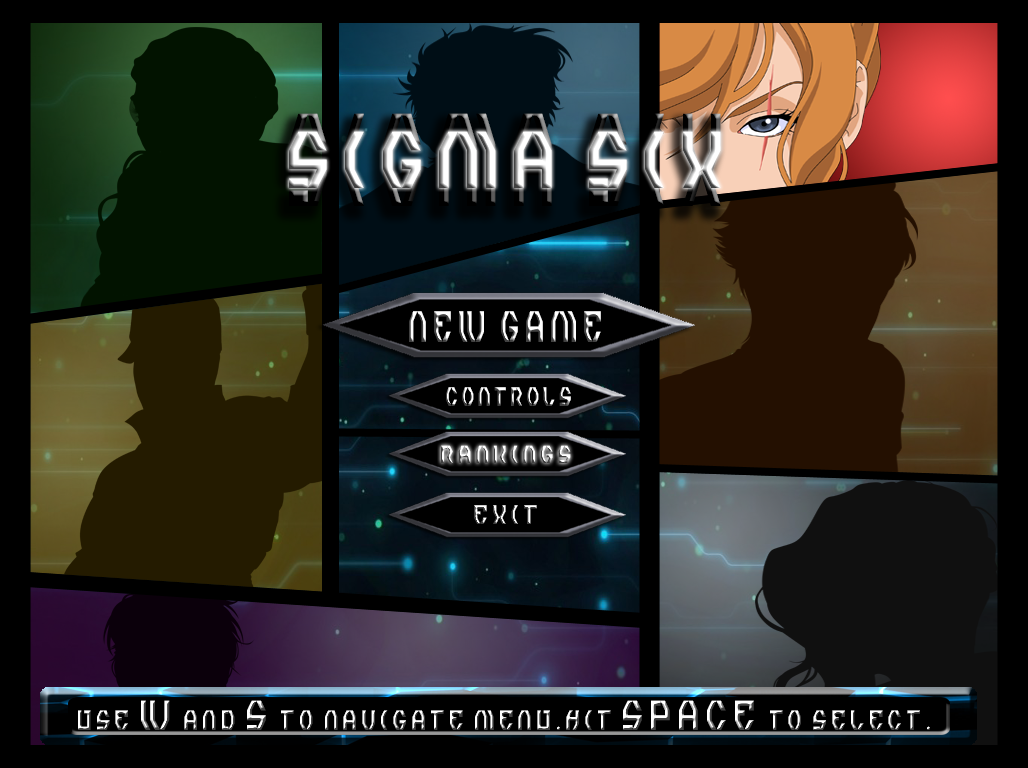 SIGMA SIX
NEW GAME
CONTROLS
RANKINGS
EXIT
USE W AND S TO NAVIGATE MENU.HIT SPACE TO SELECT.